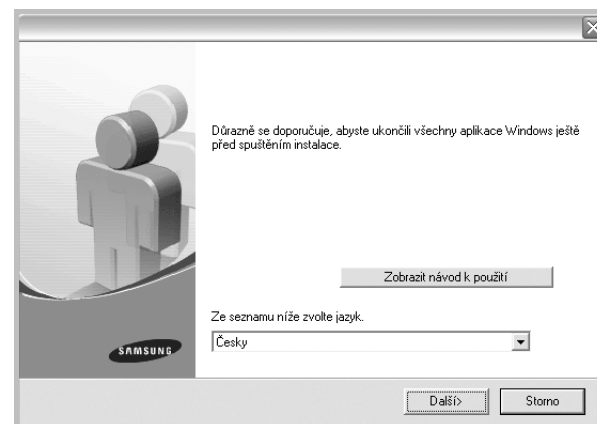 Důrazně se doporučuje, abyste ukončili všechny aplikace Windows ještě
před spuštěním instalace.
Zobrazit návod k použití
Ze seznamu níže zvolte jazyk.
Česky
SAMSUNG
Další>
Storno